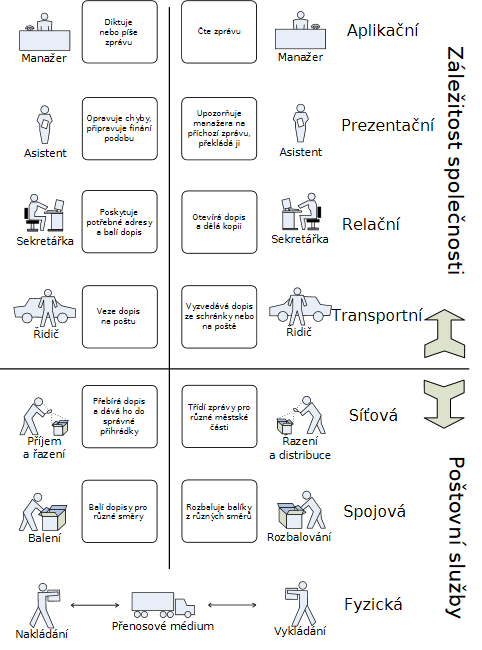 Diktuje
nebo píše
zprávu
Manažer
Čte zprávu
Manažer
Aplikační
Opravuje chyby,
připravuje finání
podobu
Asistent
Upozorňuje
manažera na
příchozí zprávu,
překládá ji
Asistent
Prezentační
Poskytuje
potřebné adresy
a balí dopis
Sekretářka
Otevírá dopis
a dělá kopii
Sekretářka
Relační
Veze dopis
na poštu
Řidič
Vyzvedává dopis
ze schránky nebo
na poště
Řidič
Transportní
Záležitost společnosti
Přebírá dopis
a dává ho do
správné
přihrádky
Příjem
a řazení
Třídí zprávy pro
různé městské
části
Razení
a distribuce
Síťová
Balí dopisy pro
různé směry
Balení
Rozbaluje balíky
z různých směrů
Rozbalování
Spojová
Nakládání
Přenosové médium
Vykládání
Fyzická
Poštovní služby